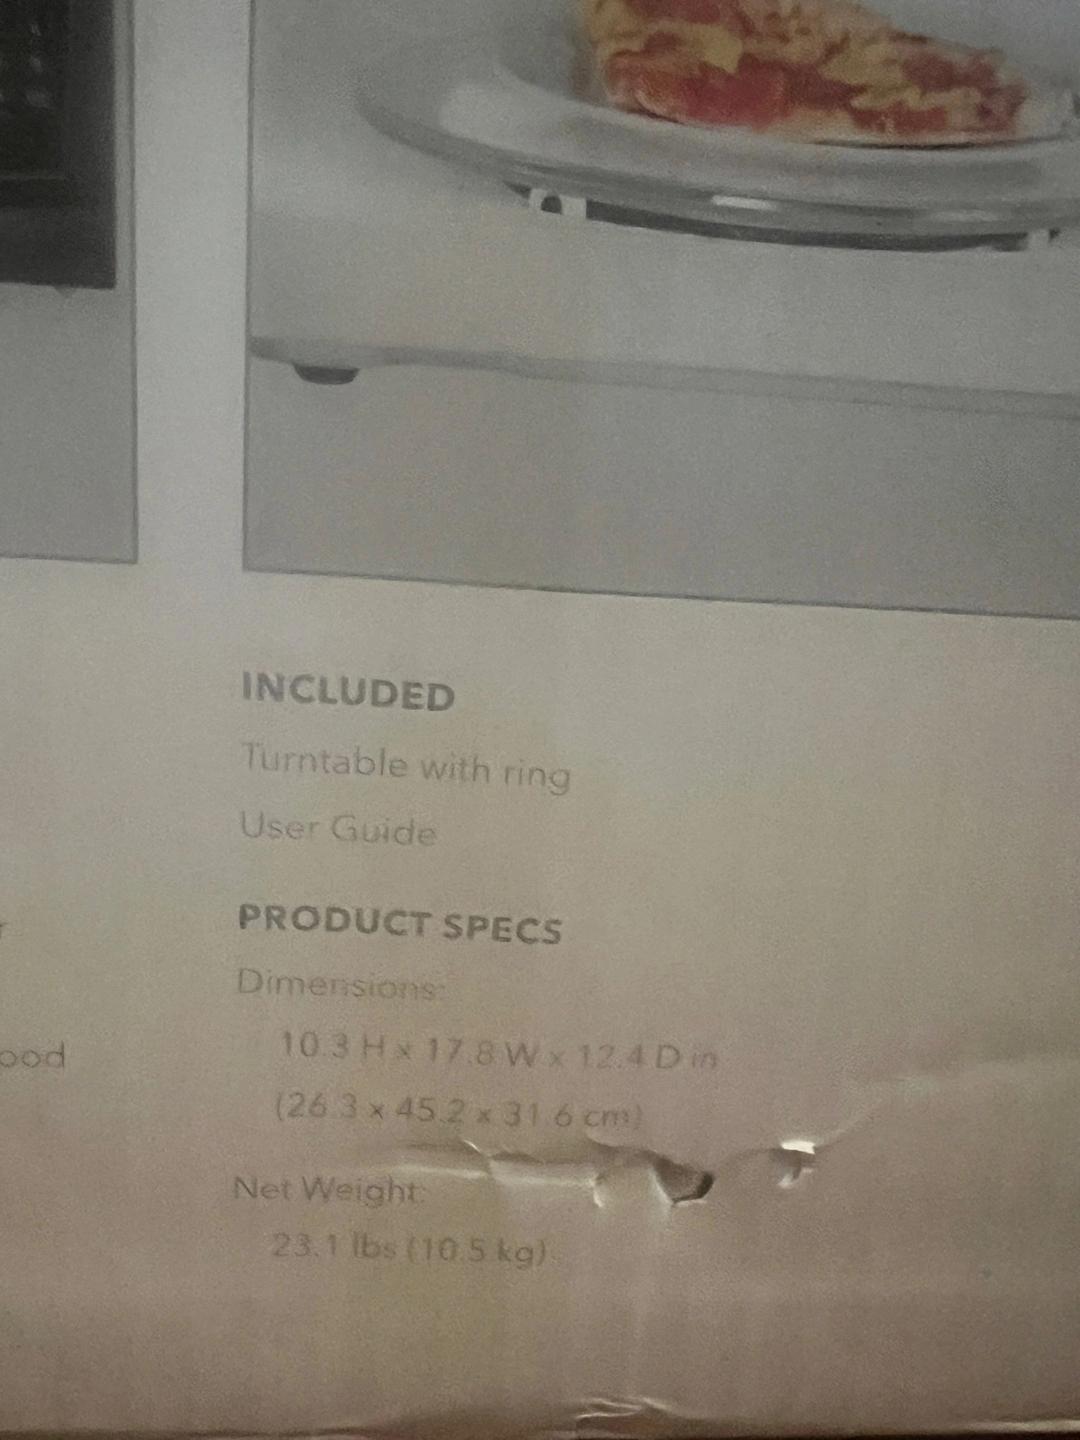 INCLUDED
Turntable with ring
User Guide
PRODUCT SPECS
Dimensions:
10.3 H x 17.8 W x 12.4 D in
(26.3 x 45.2 x 31.6 cm)
Net Weight:
23.1 lbs (10.5 kg)